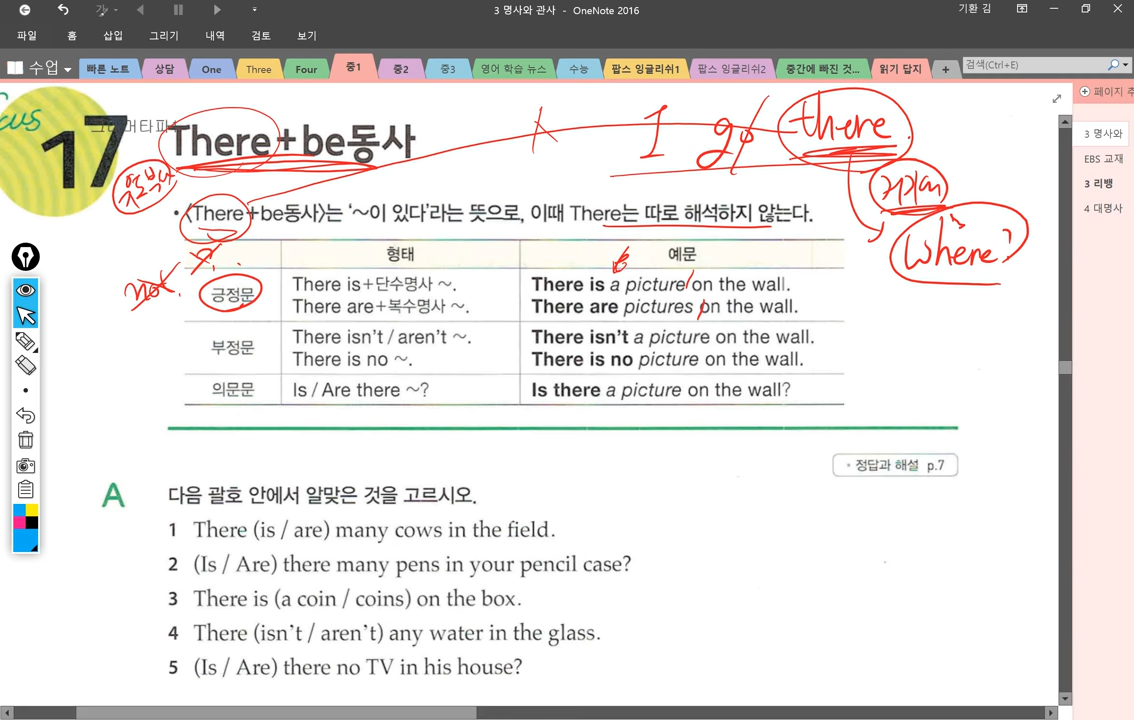 3 명사와 관사 - OneNote 2016
기환 김
파일 홈 삽입 그리기 내역 검토 보기
수업 빠른 노트 상담 One Three Four 중1 중2 중3 영어 학습 뉴스 수능 팝스 잉글리쉬1 팝스 잉글리쉬2 중간에 빠진 것... 읽기 답지 + 검색(Ctrl+E)
페이지 추
3 명사와
EBS 교재
3 리뱅
4 대명사
cus
17 There+be동사
I go there.
거기에
where?
• 〈There+be동사〉는 '~이 있다'라는 뜻으로, 이때 There는 따로 해석하지 않는다.
형태 예문
not
긍정문 There is+단수명사 ~. There is a picture on the wall.
There are+복수명사 ~. There are pictures on the wall.
부정문 There isn't / aren't ~. There isn't a picture on the wall.
There is no ~. There is no picture on the wall.
의문문 Is / Are there ~? Is there a picture on the wall?
• 정답과 해설 p.7
A 다음 괄호 안에서 알맞은 것을 고르시오.
1 There (is / are) many cows in the field.
2 (Is / Are) there many pens in your pencil case?
3 There is (a coin / coins) on the box.
4 There (isn't / aren't) any water in the glass.
5 (Is / Are) there no TV in his house?